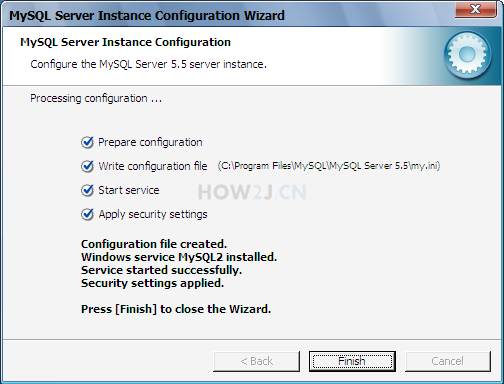 MySQL Server Instance Configuration Wizard
MySQL Server Instance Configuration
Configure the MySQL Server 5.5 server instance.
Processing configuration ...
Prepare configuration
Write configuration file (C:\Program Files\MySQL\MySQL Server 5.5\my.ini)
Start service
HOW2J.CN
Apply security settings
Configuration file created.
Windows service MySQL2 installed.
Service started successfully.
Security settings applied.
Press [Finish] to close the Wizard.
< Back Finish Cancel